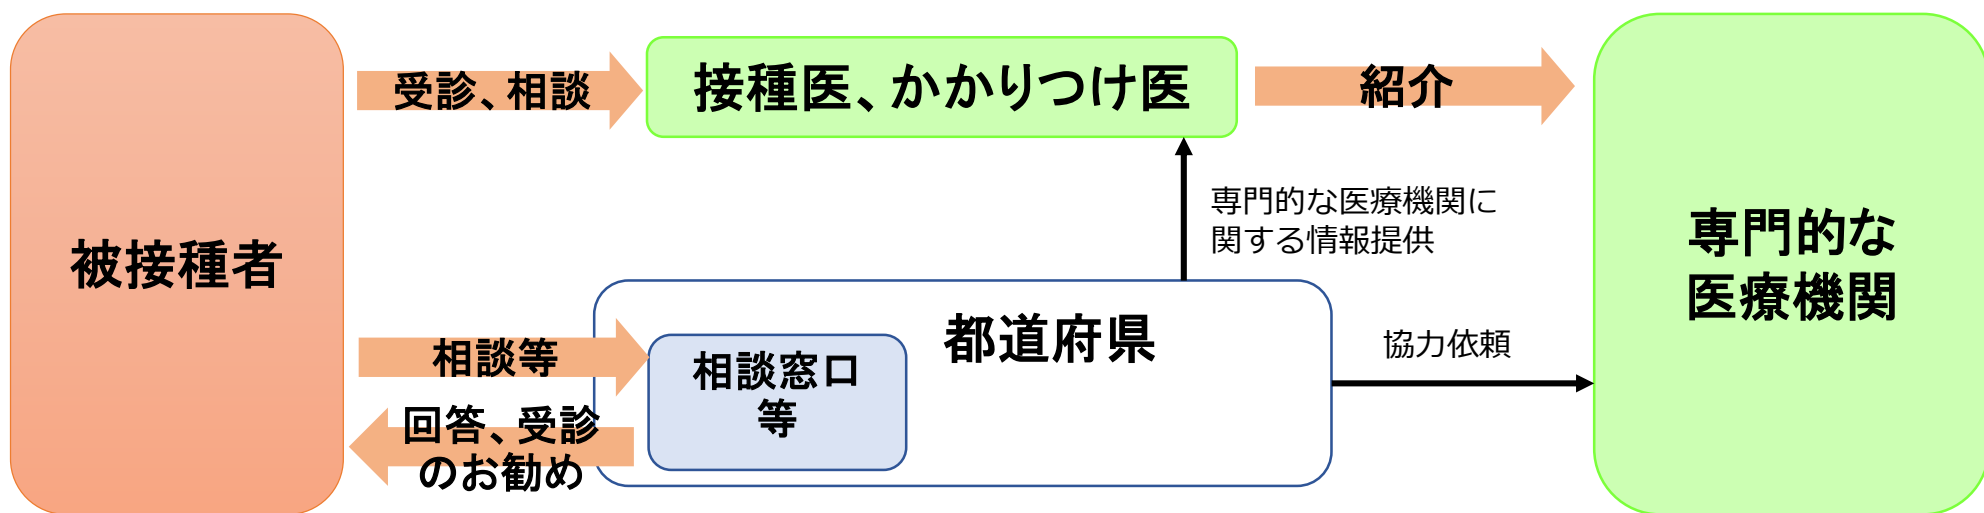 被接種者
受診、相談
接種医、かかりつけ医
紹介
専門的な医療機関に
関する情報提供
専門的な
医療機関
都道府県
相談等
相談窓口
等
回答、受診
のお勧め
協力依頼